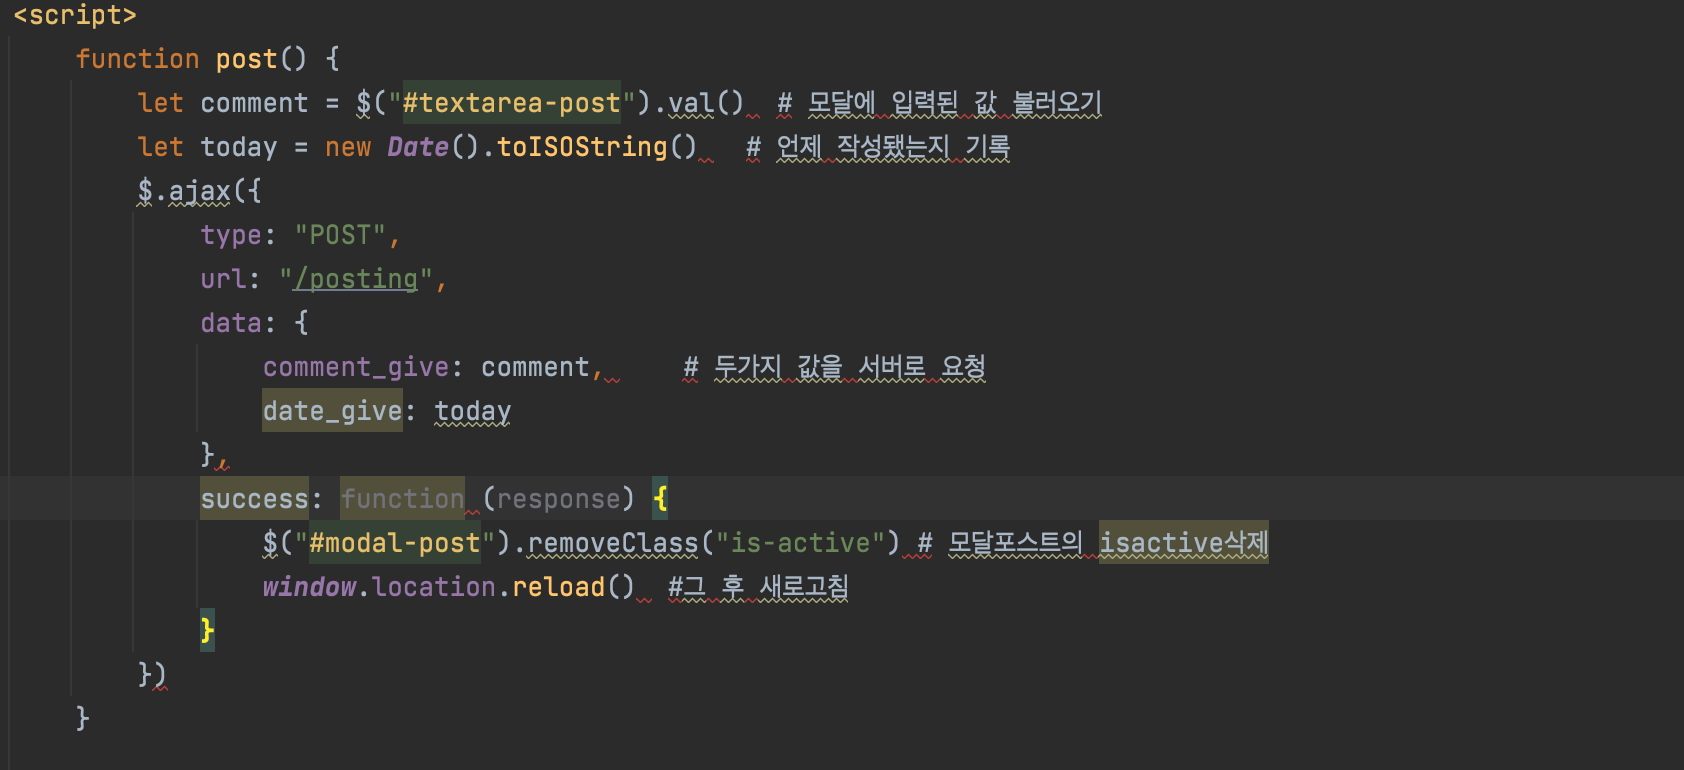 <script>
function post() {
let comment = $("#textarea-post").val() # 모달에 입력된 값 불러오기
let today = new Date().toISOString() # 언제 작성됐는지 기록
$.ajax({
type: "POST",
url: "/posting",
data: {
comment_give: comment, # 두가지 값을 서버로 요청
date_give: today
},
success: function (response) {
$("#modal-post").removeClass("is-active") # 모달포스트의 isactive삭제
window.location.reload() #그 후 새로고침
}
})
}